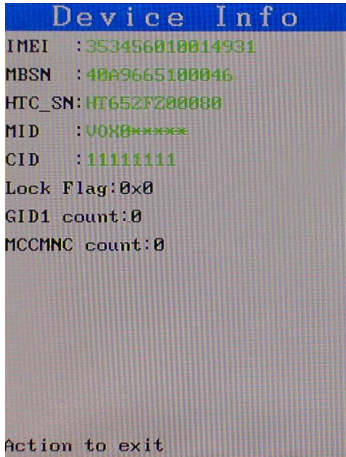 Device Info
IMEI :353456010014931
MBSN :40A9665100046
HTC_SN:HT652FZ00080
MID :VOX0*****
CID :11111111
Lock Flag:0x0
GID1 count:0
MCCMNC count:0
Action to exit